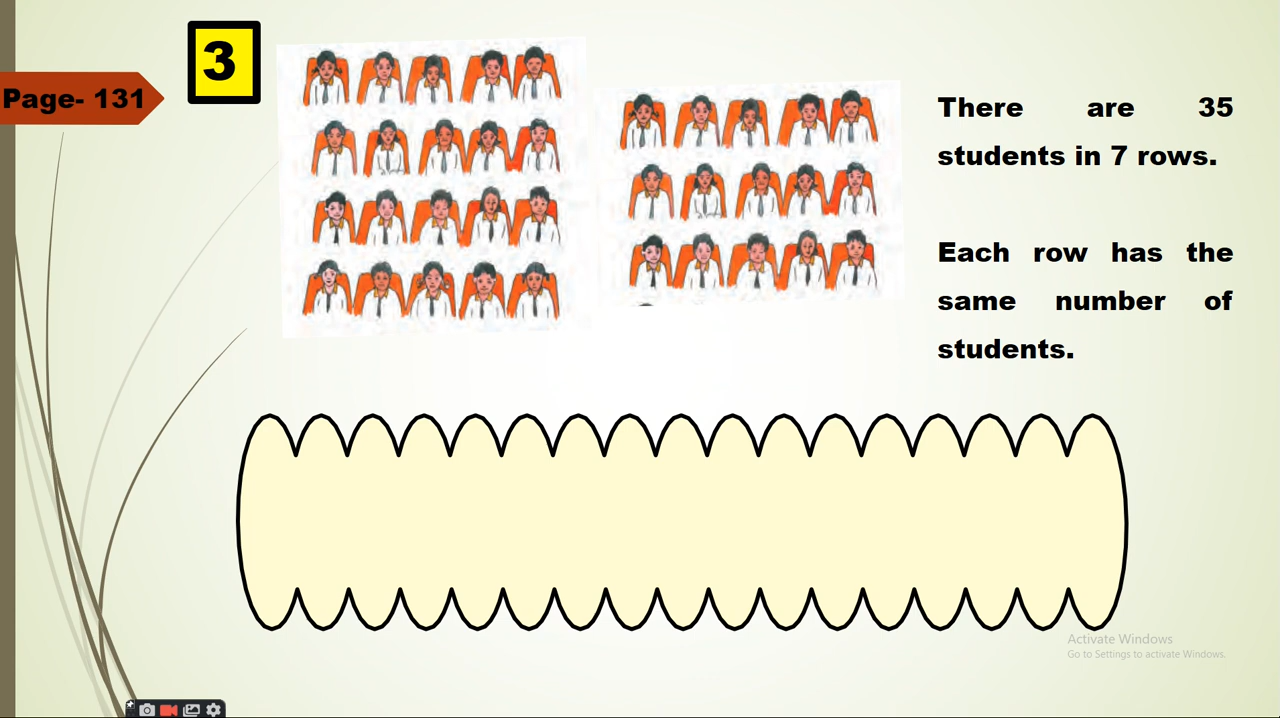 3
Page- 131
There are 35
students in 7 rows.
Each row has the
same number of
students.
Activate Windows
Go to Settings to activate Windows.